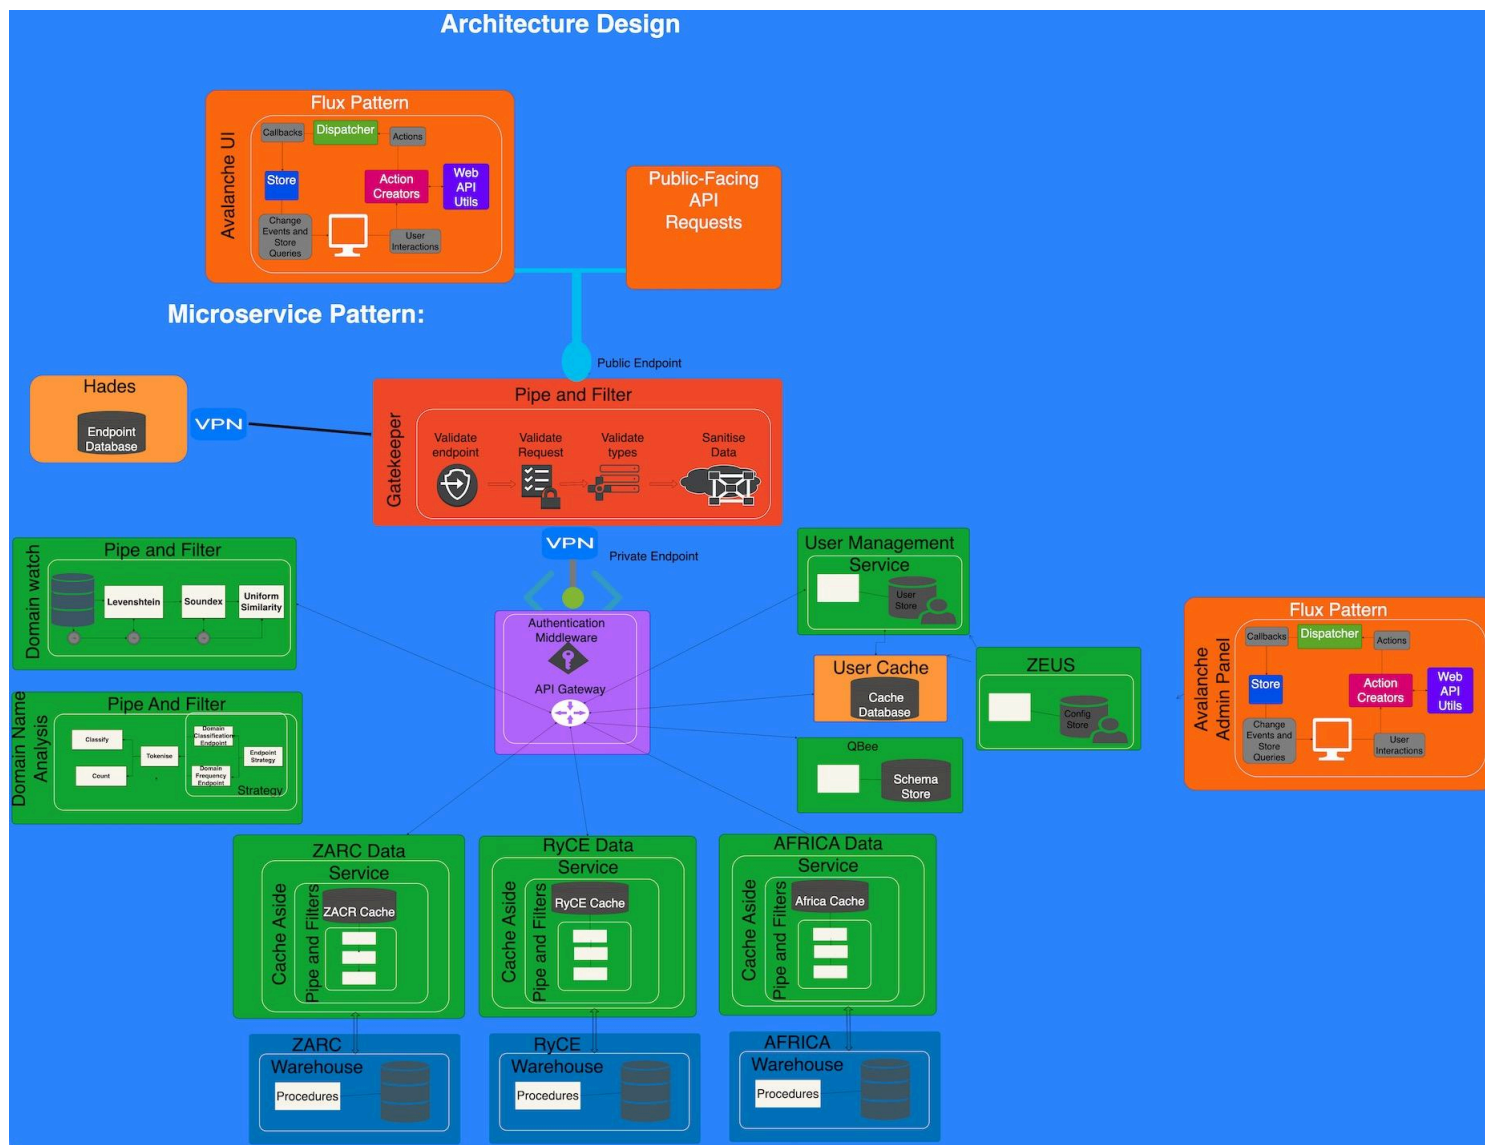 Architecture Design
Flux Pattern
Avalanche UI
Callbacks
Dispatcher
Actions
Store
Action
Creators
Web
API
Utils
Change
Events and
Store
Queries
User
Interactions
Public-Facing
API
Requests
Microservice Pattern:
Public Endpoint
Hades
Endpoint
Database
VPN
Pipe and Filter
Gatekeeper
Validate
endpoint
Validate
Request
Validate
types
Sanitise
Data
VPN
Private Endpoint
Domain watch
Pipe and Filter
Levenshtein
Soundex
Uniform
Similarity
Authentication
Middleware
API Gateway
User Management
Service
User
Store
User Cache
Cache
Database
ZEUS
Config
Store
QBee
Schema
Store
Avalanche
Admin Panel
Flux Pattern
Callbacks
Dispatcher
Actions
Store
Action
Creators
Web
API
Utils
Change
Events and
Store
Queries
User
Interactions
Domain Name
Analysis
Pipe And Filter
Classify
Count
Tokenise
Domain
Classification
Endpoint
Domain
Frequency
Endpoint
Endpoint
Strategy
Strategy
ZARC Data
Service
Cache Aside
Pipe and Filters
ZACR Cache
RyCE Data
Service
Cache Aside
Pipe and Filters
RyCE Cache
AFRICA Data
Service
Cache Aside
Pipe and Filters
Africa Cache
ZARC
Warehouse
Procedures
RyCE
Warehouse
Procedures
AFRICA
Warehouse
Procedures